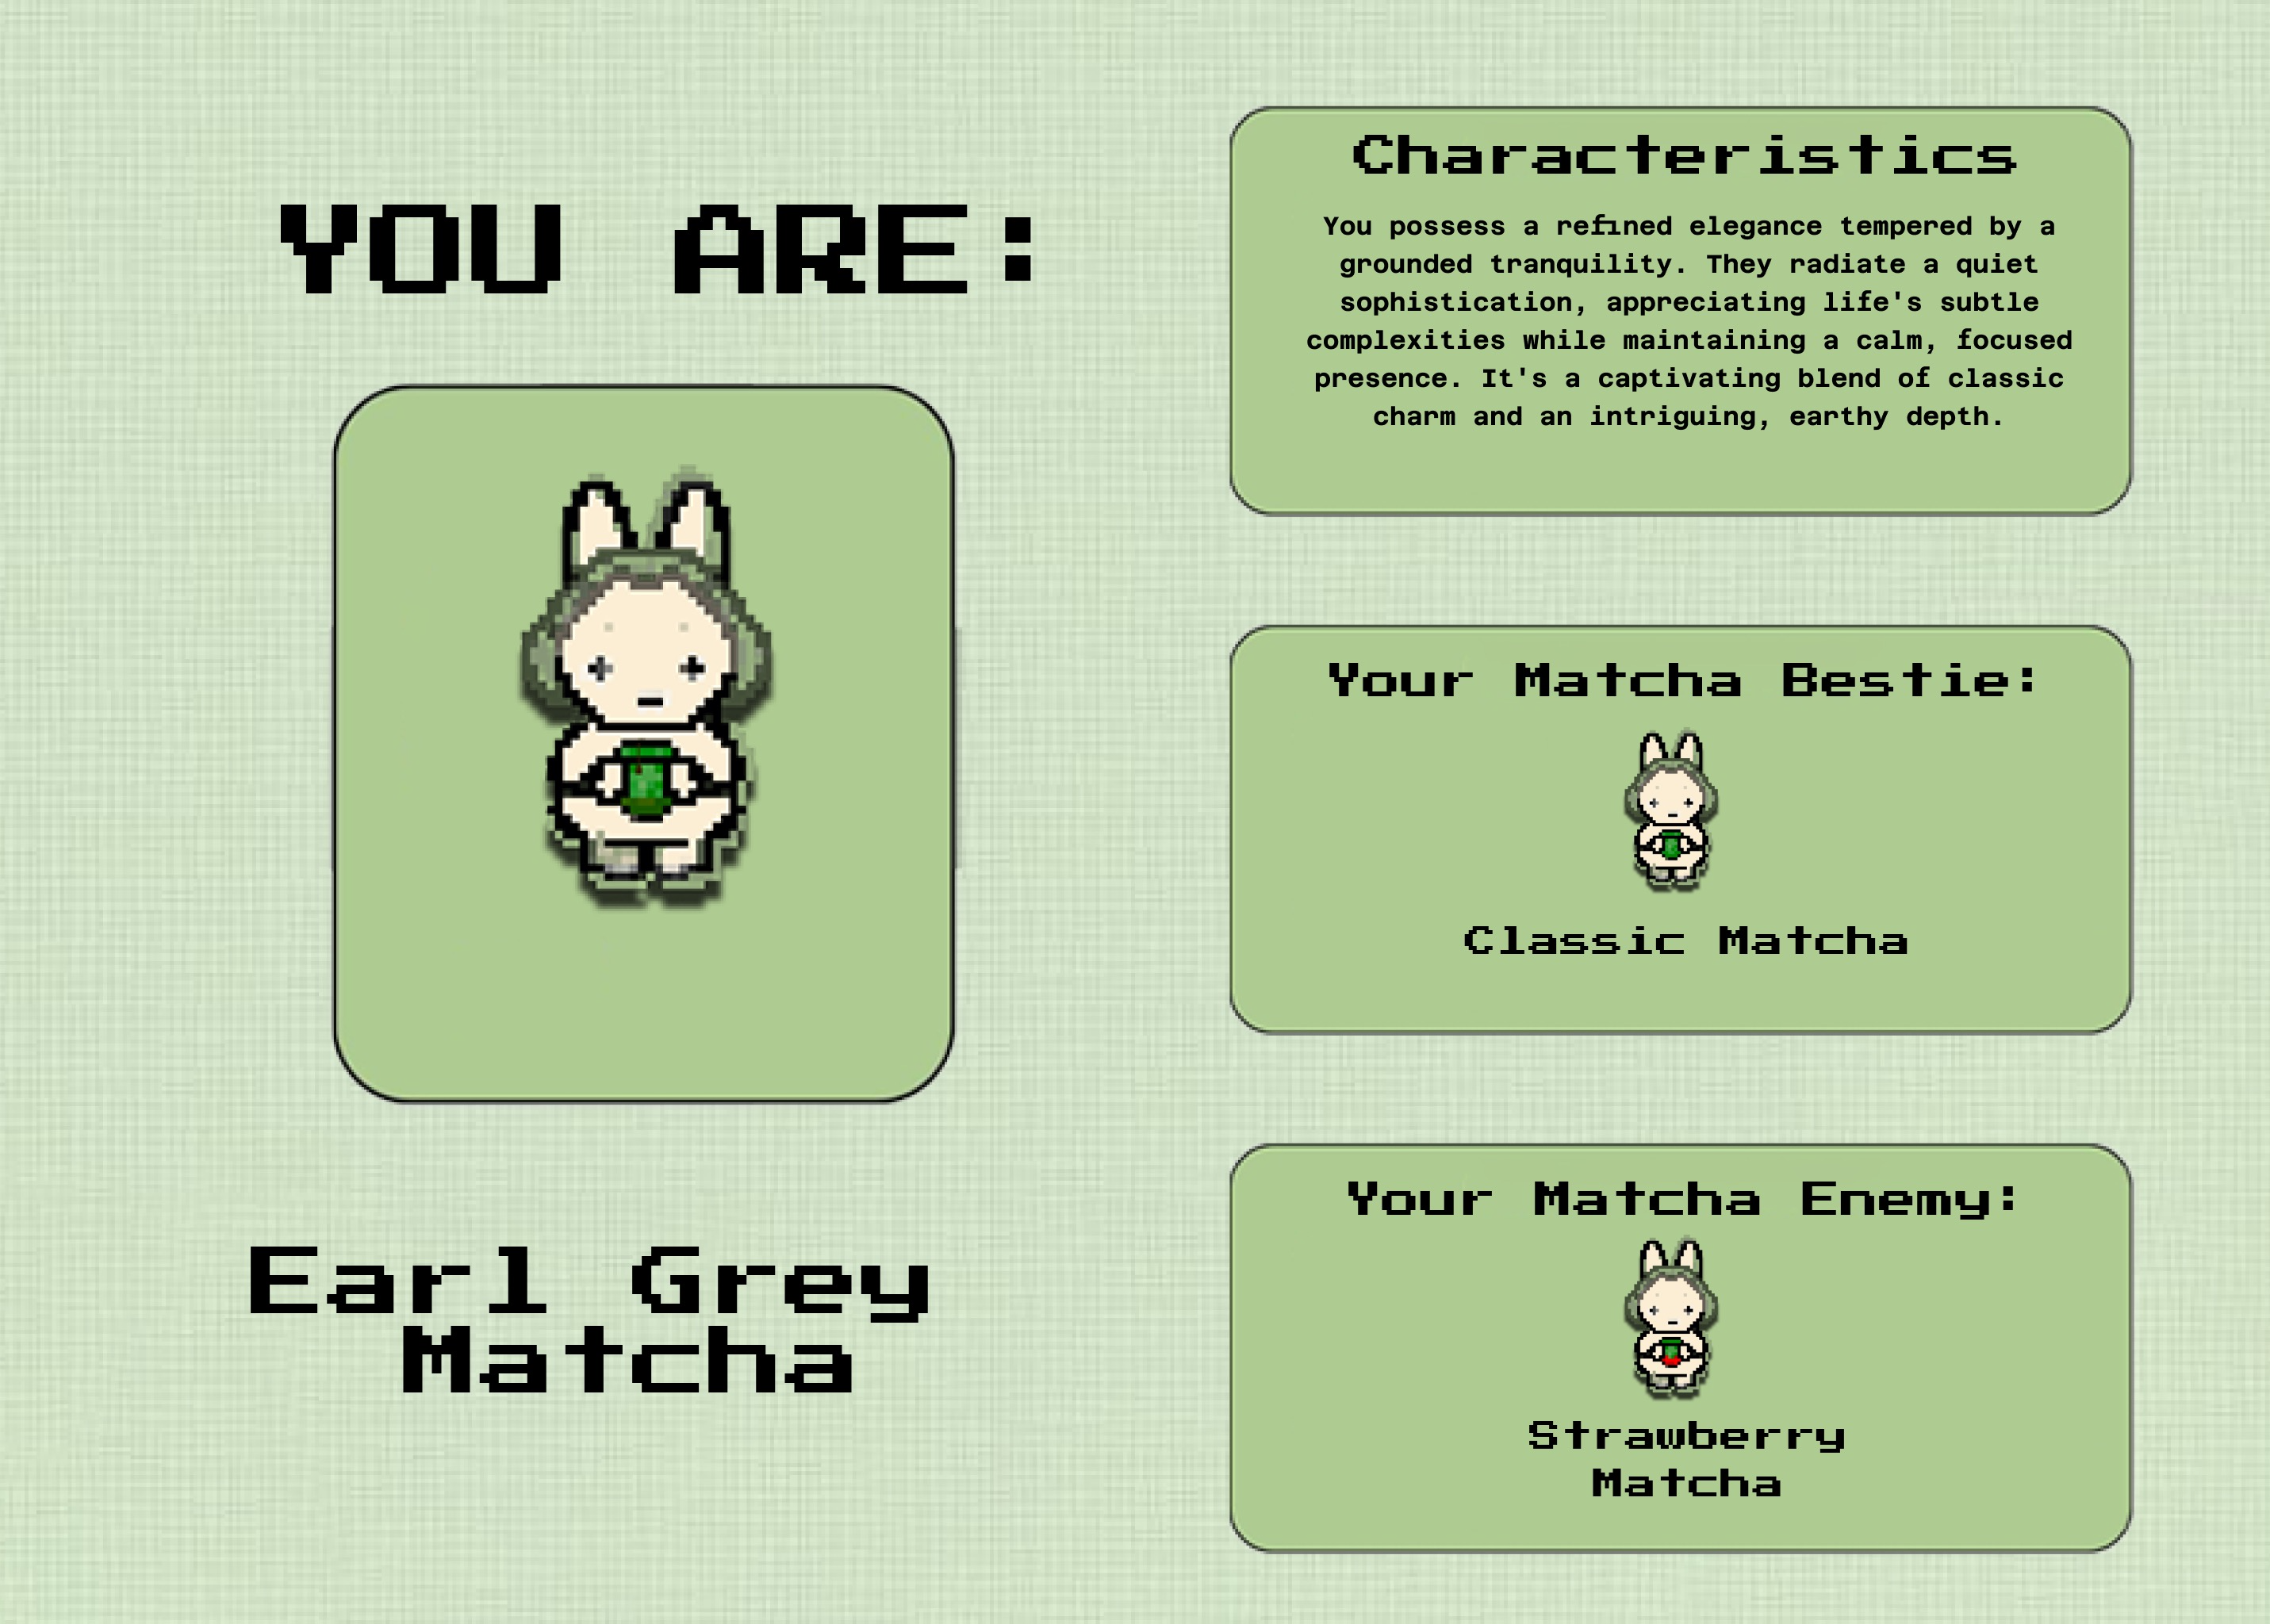 YOU ARE:
Earl Grey
Matcha
Characteristics
You possess a refined elegance tempered by a
grounded tranquility. They radiate a quiet
sophistication, appreciating life's subtle
complexities while maintaining a calm, focused
presence. It's a captivating blend of classic
charm and an intriguing, earthy depth.
Your Matcha Bestie:
Classic Matcha
Your Matcha Enemy:
Strawberry
Matcha